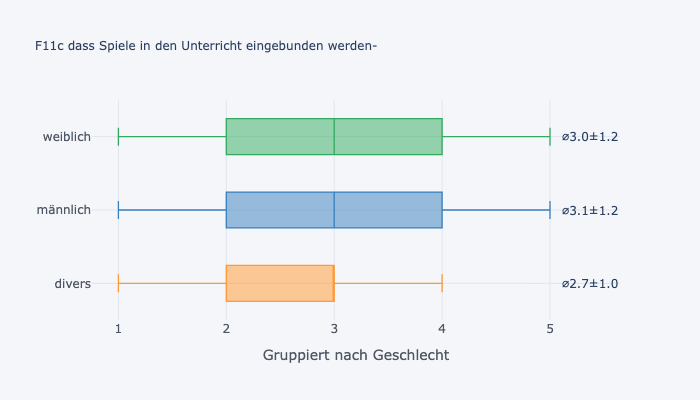 F11c dass Spiele in den Unterricht eingebunden werden-
weiblich
⌀3.0±1.2
männlich
⌀3.1±1.2
divers
⌀2.7±1.0
1 2 3 4 5
Gruppiert nach Geschlecht